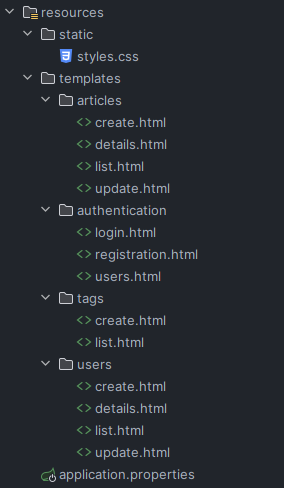 resources
static
styles.css
templates
articles
create.html
details.html
list.html
update.html
authentication
login.html
registration.html
users.html
tags
create.html
list.html
users
create.html
details.html
list.html
update.html
application.properties